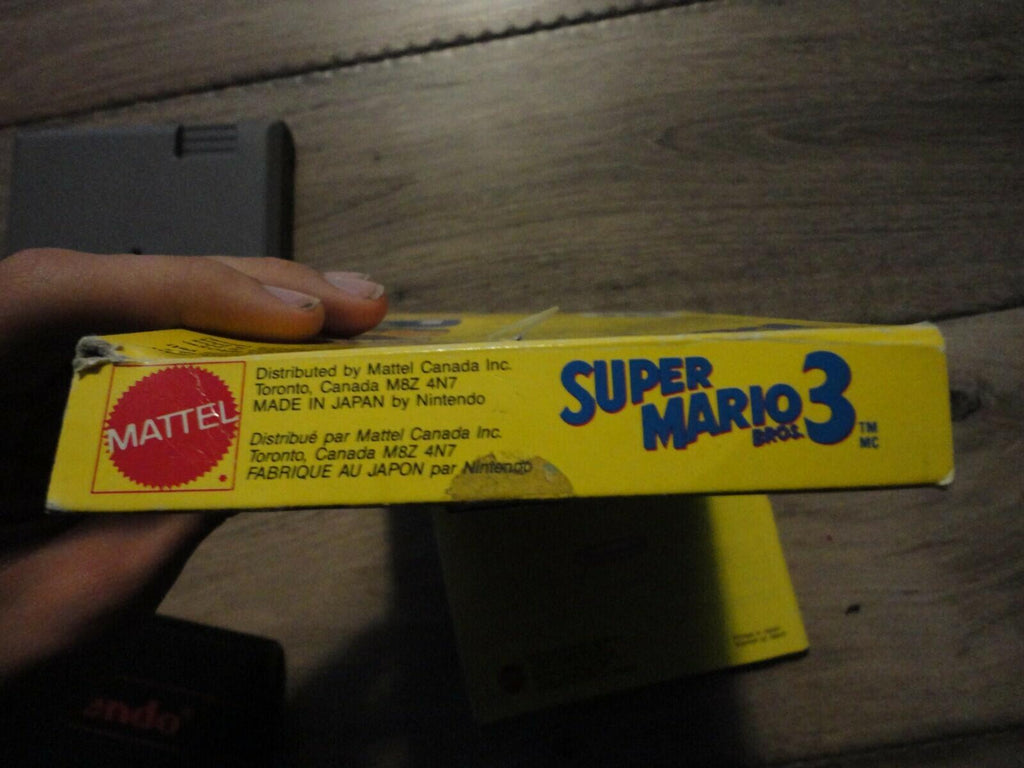 MATTEL
Distributed by Mattel Canada Inc.
Toronto, Canada M8Z 4N7
MADE IN JAPAN by Nintendo
Distribué par Mattel Canada Inc.
Toronto, Canada M8Z 4N7
FABRIQUE AU JAPON par Nintendo
SUPER
MARIO 3
BROS.
TM
MC
ndo